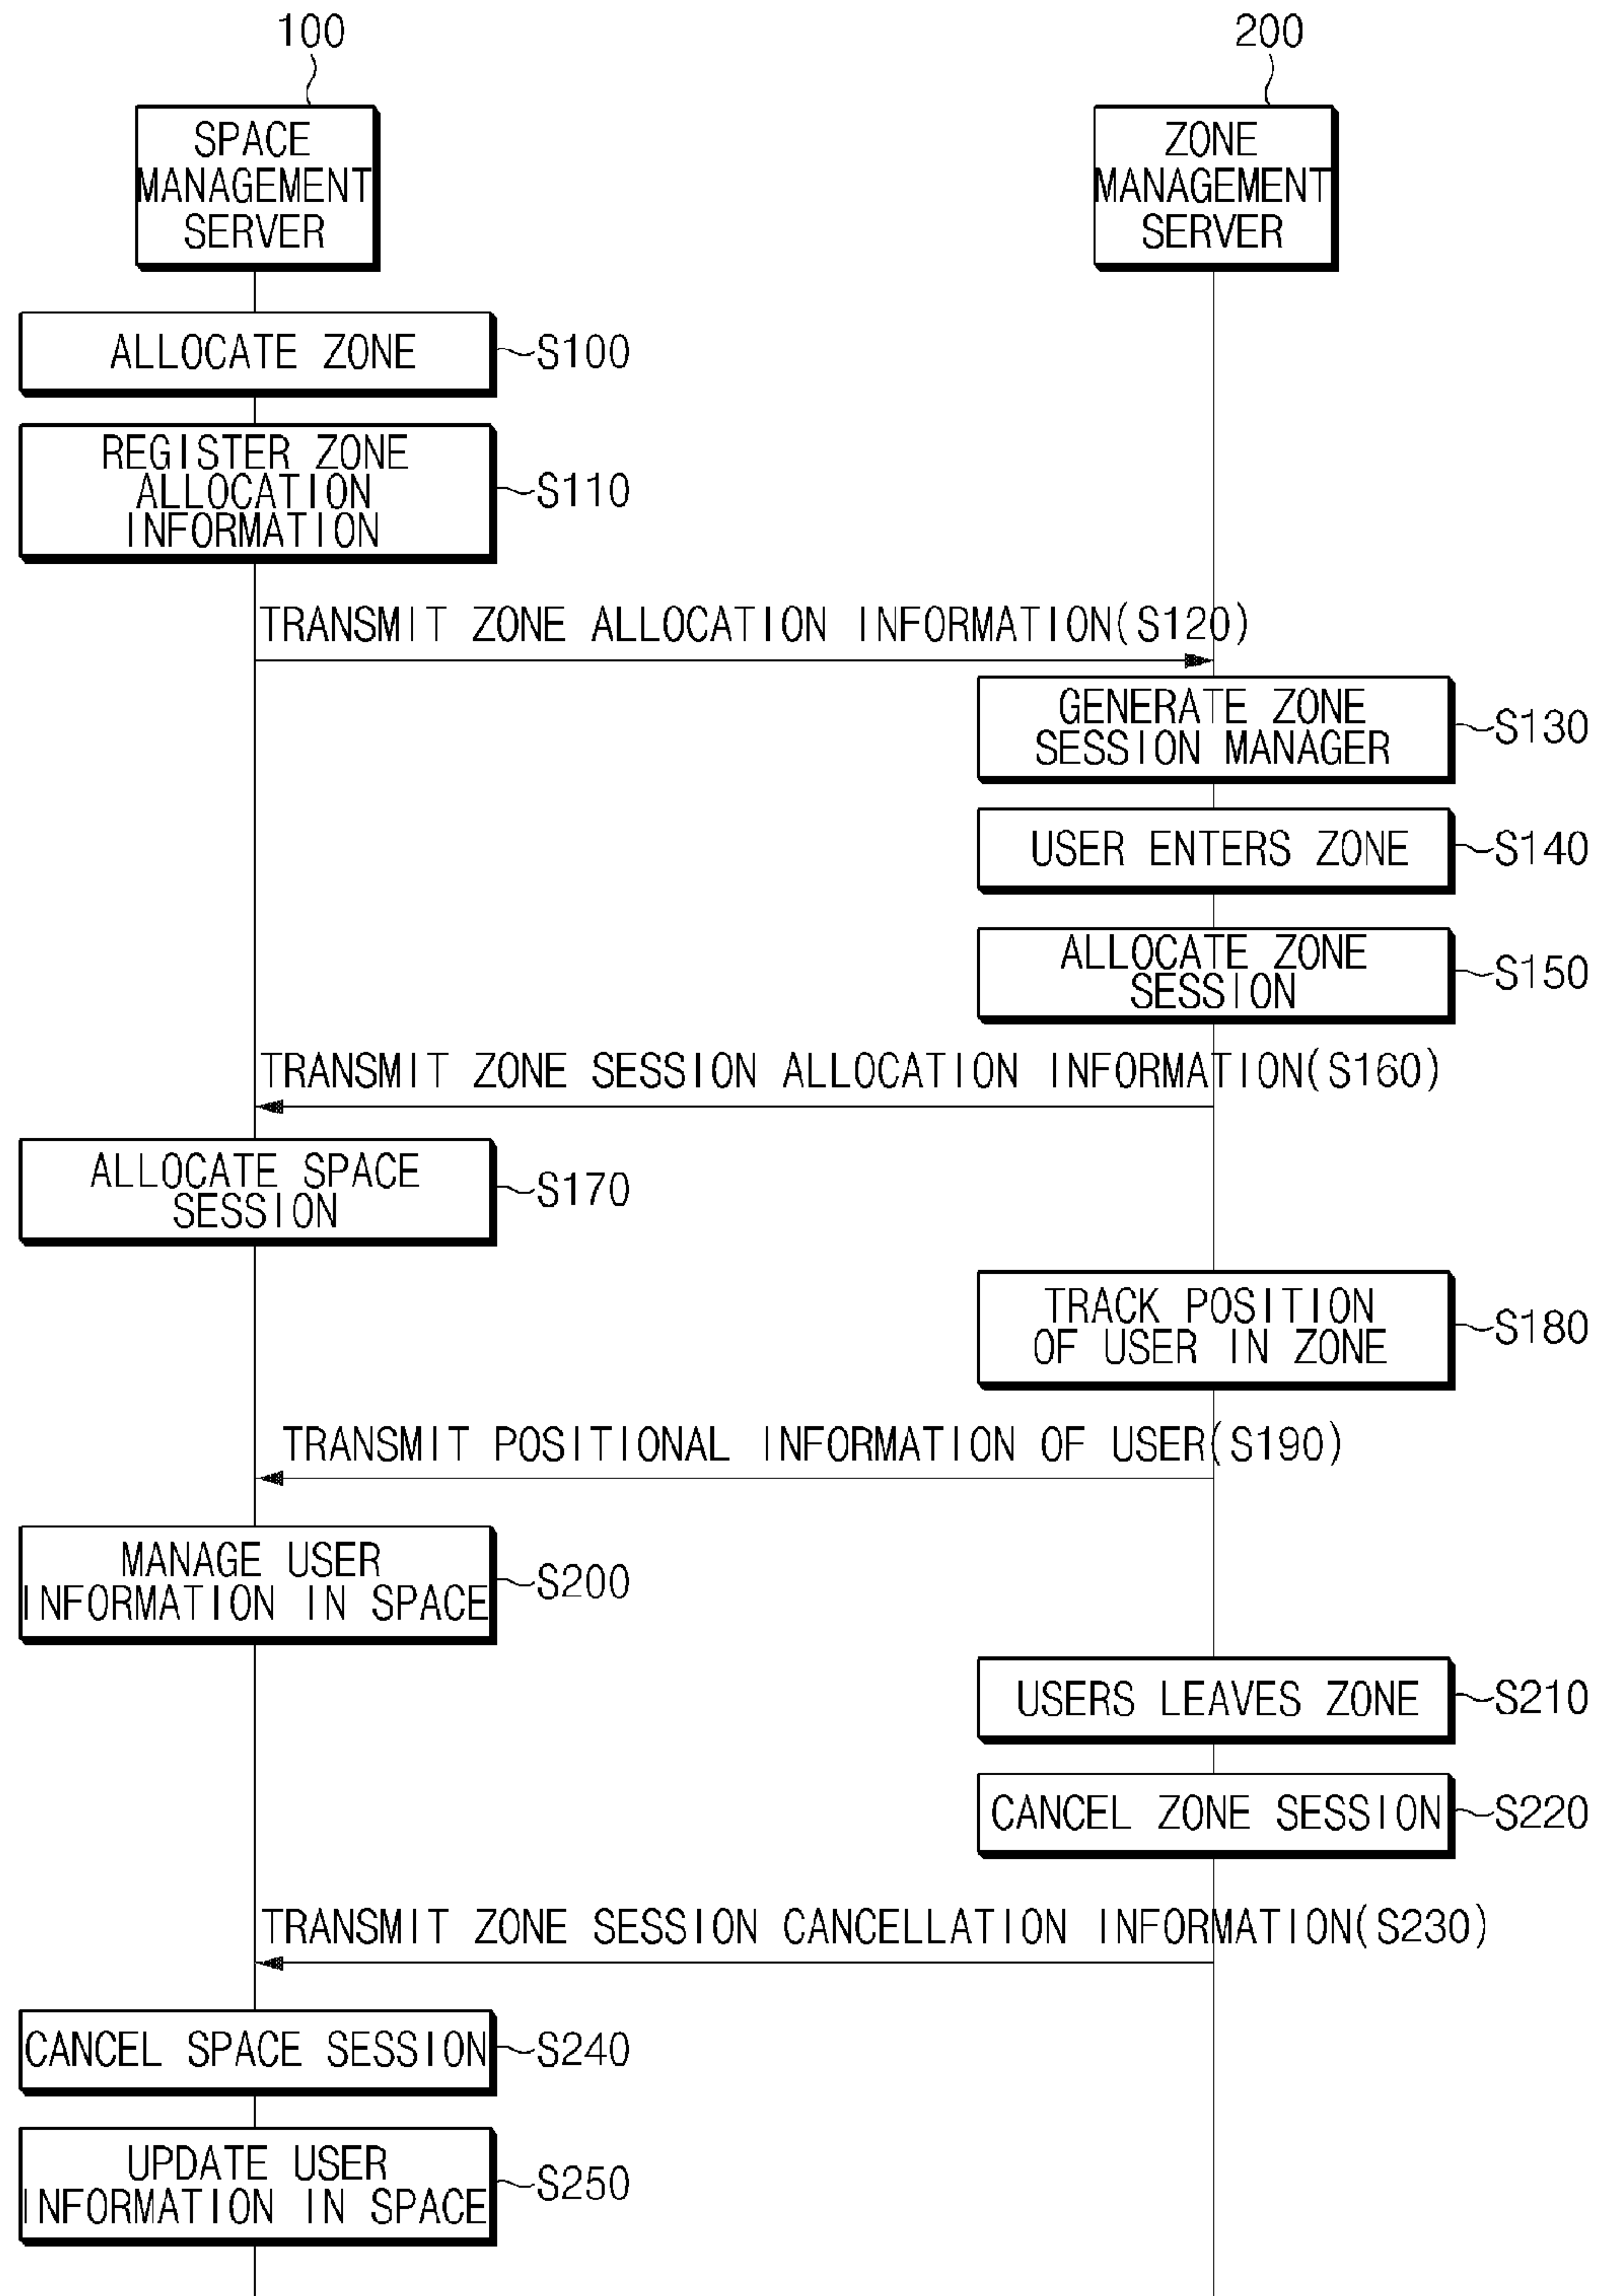 100
200
SPACE
MANAGEMENT
SERVER
ZONE
MANAGEMENT
SERVER
ALLOCATE ZONE
S100
REGISTER ZONE
ALLOCATION
INFORMATION
S110
TRANSMIT ZONE ALLOCATION INFORMATION(S120)
GENERATE ZONE
SESSION MANAGER
S130
USER ENTERS ZONE
S140
ALLOCATE ZONE
SESSION
S150
TRANSMIT ZONE SESSION ALLOCATION INFORMATION(S160)
ALLOCATE SPACE
SESSION
S170
TRACK POSITION
OF USER IN ZONE
S180
TRANSMIT POSITIONAL INFORMATION OF USER(S190)
MANAGE USER
INFORMATION IN SPACE
S200
USERS LEAVES ZONE
S210
CANCEL ZONE SESSION
S220
TRANSMIT ZONE SESSION CANCELLATION INFORMATION(S230)
CANCEL SPACE SESSION
S240
UPDATE USER
INFORMATION IN SPACE
S250